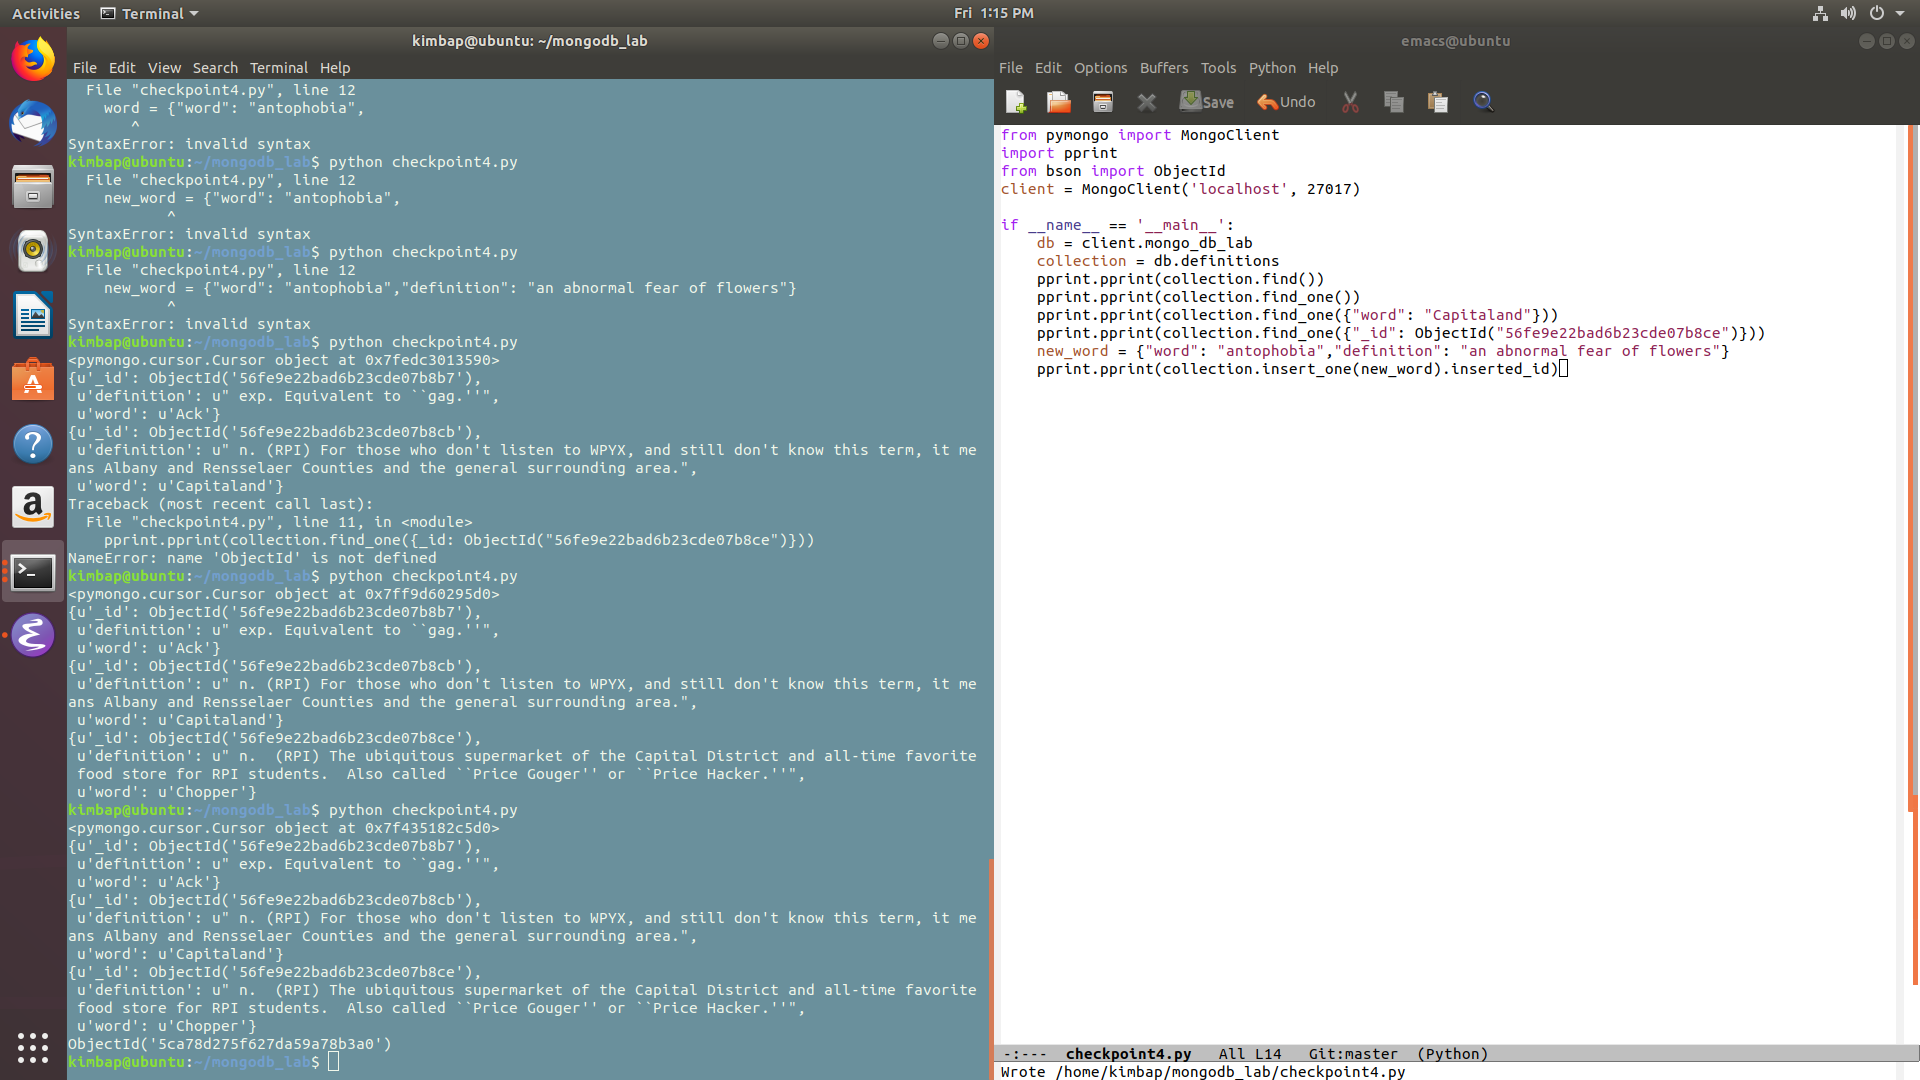 Activities
Terminal
Fri 1:15 PM
kimbap@ubuntu: ~/mongodb_lab
File Edit View Search Terminal Help
  File "checkpoint4.py", line 12
    word = {"word": "antophobia",
       ^
SyntaxError: invalid syntax
kimbap@ubuntu:~/mongodb_lab$ python checkpoint4.py
  File "checkpoint4.py", line 12
    new_word = {"word": "antophobia",
           ^
SyntaxError: invalid syntax
kimbap@ubuntu:~/mongodb_lab$ python checkpoint4.py
  File "checkpoint4.py", line 12
    new_word = {"word": "antophobia","definition": "an abnormal fear of flowers"}
           ^
SyntaxError: invalid syntax
kimbap@ubuntu:~/mongodb_lab$ python checkpoint4.py
<pymongo.cursor.Cursor object at 0x7fedc3013590>
{u'_id': ObjectId('56fe9e22bad6b23cde07b8b7'),
 u'definition': u" exp. Equivalent to ``gag.''",
 u'word': u'Ack'}
{u'_id': ObjectId('56fe9e22bad6b23cde07b8cb'),
 u'definition': u" n. (RPI) For those who don't listen to WPYX, and still don't know this term, it me
ans Albany and Rensselaer Counties and the general surrounding area.",
 u'word': u'Capitaland'}
Traceback (most recent call last):
  File "checkpoint4.py", line 11, in <module>
    pprint.pprint(collection.find_one({_id: ObjectId("56fe9e22bad6b23cde07b8ce")}))
NameError: name 'ObjectId' is not defined
kimbap@ubuntu:~/mongodb_lab$ python checkpoint4.py
<pymongo.cursor.Cursor object at 0x7ff9d60295d0>
{u'_id': ObjectId('56fe9e22bad6b23cde07b8b7'),
 u'definition': u" exp. Equivalent to ``gag.''",
 u'word': u'Ack'}
{u'_id': ObjectId('56fe9e22bad6b23cde07b8cb'),
 u'definition': u" n. (RPI) For those who don't listen to WPYX, and still don't know this term, it me
ans Albany and Rensselaer Counties and the general surrounding area.",
 u'word': u'Capitaland'}
{u'_id': ObjectId('56fe9e22bad6b23cde07b8ce'),
 u'definition': u" n.  (RPI) The ubiquitous supermarket of the Capital District and all-time favorite
 food store for RPI students.  Also called ``Price Gouger'' or ``Price Hacker.''",
 u'word': u'Chopper'}
kimbap@ubuntu:~/mongodb_lab$ python checkpoint4.py
<pymongo.cursor.Cursor object at 0x7f435182c5d0>
{u'_id': ObjectId('56fe9e22bad6b23cde07b8b7'),
 u'definition': u" exp. Equivalent to ``gag.''",
 u'word': u'Ack'}
{u'_id': ObjectId('56fe9e22bad6b23cde07b8cb'),
 u'definition': u" n. (RPI) For those who don't listen to WPYX, and still don't know this term, it me
ans Albany and Rensselaer Counties and the general surrounding area.",
 u'word': u'Capitaland'}
{u'_id': ObjectId('56fe9e22bad6b23cde07b8ce'),
 u'definition': u" n.  (RPI) The ubiquitous supermarket of the Capital District and all-time favorite
 food store for RPI students.  Also called ``Price Gouger'' or ``Price Hacker.''",
 u'word': u'Chopper'}
ObjectId('5ca78d275f627da59a78b3a0')
kimbap@ubuntu:~/mongodb_lab$
emacs@ubuntu
File Edit Options Buffers Tools Python Help
Save Undo
from pymongo import MongoClient
import pprint
from bson import ObjectId
client = MongoClient('localhost', 27017)
if __name__ == '__main__':
    db = client.mongo_db_lab
    collection = db.definitions
    pprint.pprint(collection.find())
    pprint.pprint(collection.find_one())
    pprint.pprint(collection.find_one({"word": "Capitaland"}))
    pprint.pprint(collection.find_one({"_id": ObjectId("56fe9e22bad6b23cde07b8ce")}))
    new_word = {"word": "antophobia","definition": "an abnormal fear of flowers"}
    pprint.pprint(collection.insert_one(new_word).inserted_id)
-:---  checkpoint4.py   All L14   Git:master  (Python)
Wrote /home/kimbap/mongodb_lab/checkpoint4.py